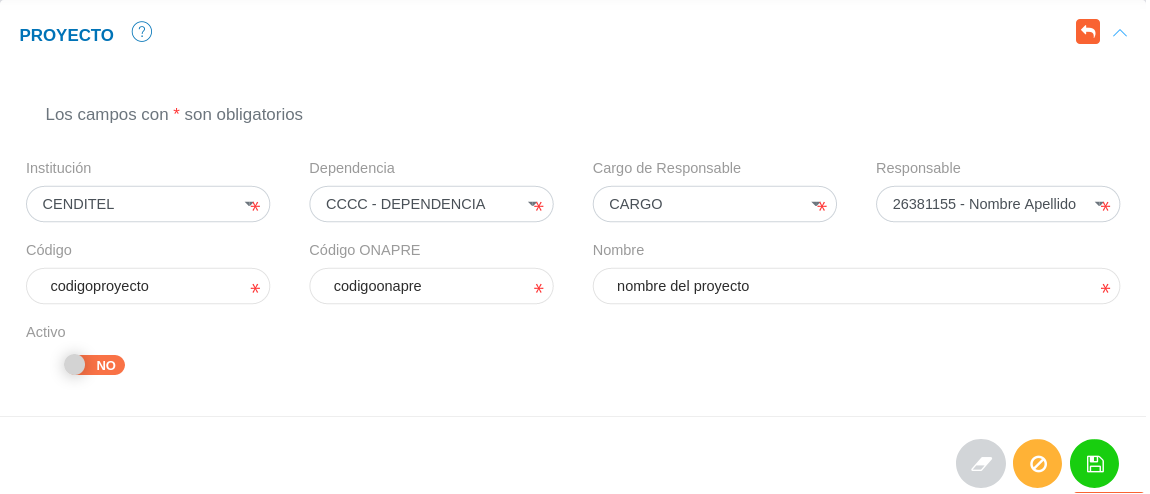 PROYECTO ?
Los campos con * son obligatorios
Institución Dependencia Cargo de Responsable Responsable
CENDITEL * CCCC - DEPENDENCIA * CARGO * 26381155 - Nombre Apellido *
Código Código ONAPRE Nombre
codigoproyecto * codigoonapre * nombre del proyecto *
Activo
NO